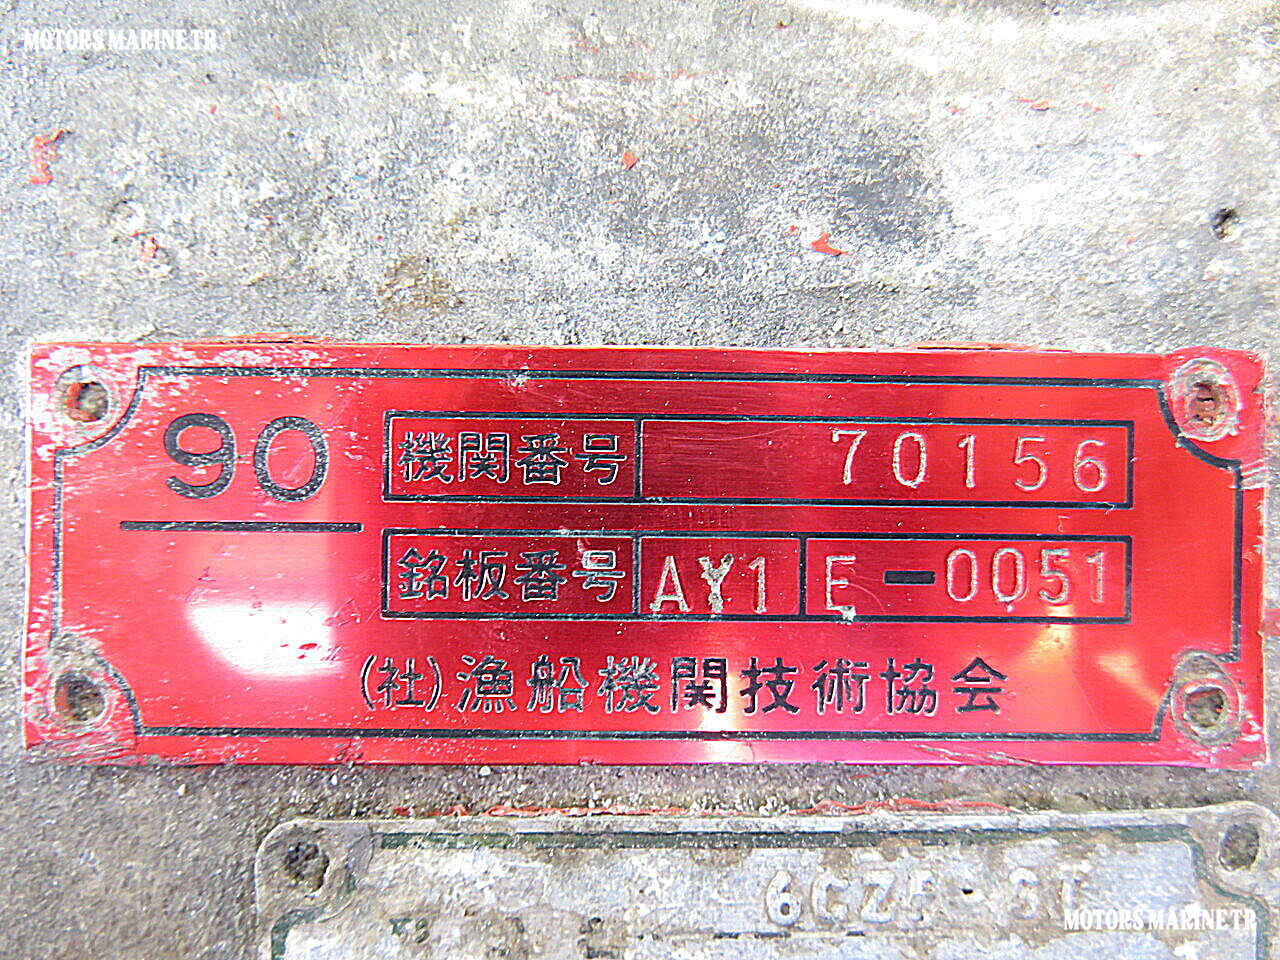 MOTORS MARINE TR
90
機関番号 70156
銘板番号 AY1 E-0051
(社)漁船機関技術協会
MOTORS MARINE TR